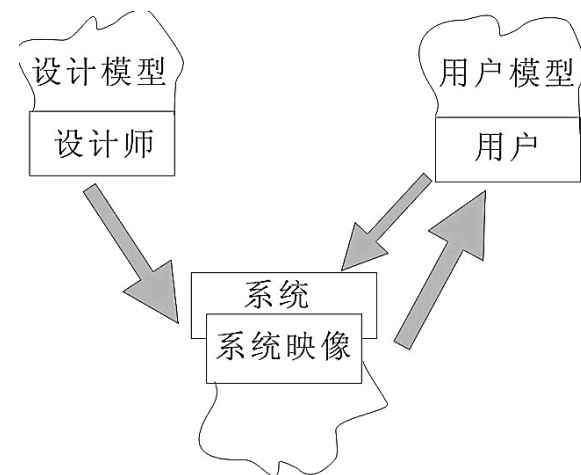 设计模型
设计师
用户模型
用户
系统
系统映像